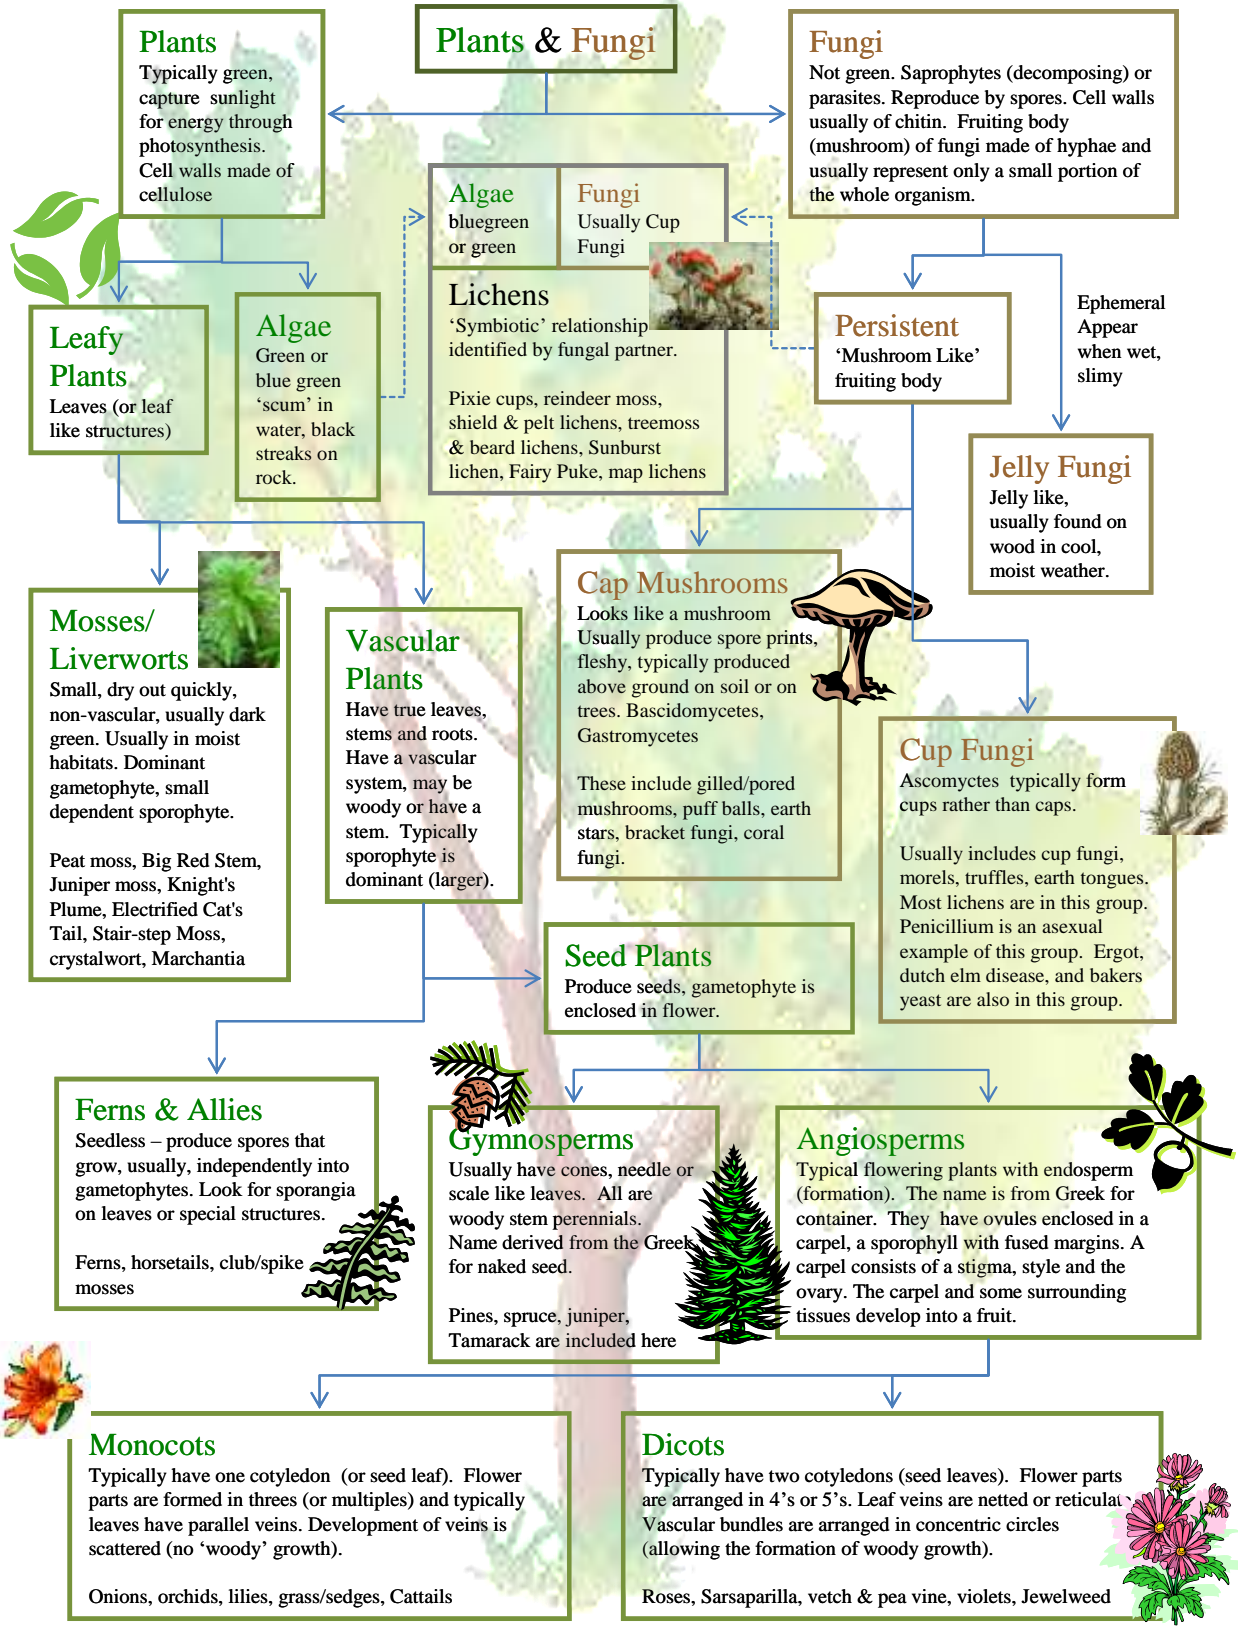 Plants & Fungi
Plants
Typically green,
capture sunlight
for energy through
photosynthesis.
Cell walls made of
cellulose
Fungi
Not green. Saprophytes (decomposing) or
parasites. Reproduce by spores. Cell walls
usually of chitin. Fruiting body
(mushroom) of fungi made of hyphae and
usually represent only a small portion of
the whole organism.
Algae
bluegreen
or green
Fungi
Usually Cup
Fungi
Lichens
‘Symbiotic’ relationship
identified by fungal partner.
Pixie cups, reindeer moss,
shield & pelt lichens, treemoss
& beard lichens, Sunburst
lichen, Fairy Puke, map lichens
Leafy
Plants
Leaves (or leaf
like structures)
Algae
Green or
blue green
‘scum’ in
water, black
streaks on
rock.
Persistent
‘Mushroom Like’
fruiting body
Ephemeral
Appear
when wet,
slimy
Jelly Fungi
Jelly like,
usually found on
wood in cool,
moist weather.
Mosses/
Liverworts
Small, dry out quickly,
non-vascular, usually dark
green. Usually in moist
habitats. Dominant
gametophyte, small
dependent sporophyte.
Peat moss, Big Red Stem,
Juniper moss, Knight's
Plume, Electrified Cat's
Tail, Stair-step Moss,
crystalwort, Marchantia
Vascular
Plants
Have true leaves,
stems and roots.
Have a vascular
system, may be
woody or have a
stem. Typically
sporophyte is
dominant (larger).
Cap Mushrooms
Looks like a mushroom
Usually produce spore prints,
fleshy, typically produced
above ground on soil or on
trees. Bascidomycetes,
Gastromycetes
These include gilled/pored
mushrooms, puff balls, earth
stars, bracket fungi, coral
fungi.
Cup Fungi
Ascomyctes typically form
cups rather than caps.
Usually includes cup fungi,
morels, truffles, earth tongues.
Most lichens are in this group.
Penicillium is an asexual
example of this group. Ergot,
dutch elm disease, and bakers
yeast are also in this group.
Seed Plants
Produce seeds, gametophyte is
enclosed in flower.
Ferns & Allies
Seedless – produce spores that
grow, usually, independently into
gametophytes. Look for sporangia
on leaves or special structures.
Ferns, horsetails, club/spike
mosses
Gymnosperms
Usually have cones, needle or
scale like leaves. All are
woody stem perennials.
Name derived from the Greek
for naked seed.
Pines, spruce, juniper,
Tamarack are included here
Angiosperms
Typical flowering plants with endosperm
(formation). The name is from Greek for
container. They have ovules enclosed in a
carpel, a sporophyll with fused margins. A
carpel consists of a stigma, style and the
ovary. The carpel and some surrounding
tissues develop into a fruit.
Monocots
Typically have one cotyledon (or seed leaf). Flower
parts are formed in threes (or multiples) and typically
leaves have parallel veins. Development of veins is
scattered (no ‘woody’ growth).
Onions, orchids, lilies, grass/sedges, Cattails
Dicots
Typically have two cotyledons (seed leaves). Flower parts
are arranged in 4’s or 5’s. Leaf veins are netted or
Vascular bundles are arranged in concentric circles
(allowing the formation of woody growth).
Roses, Sarsaparilla, vetch & pea vine, violets, Jewelweed